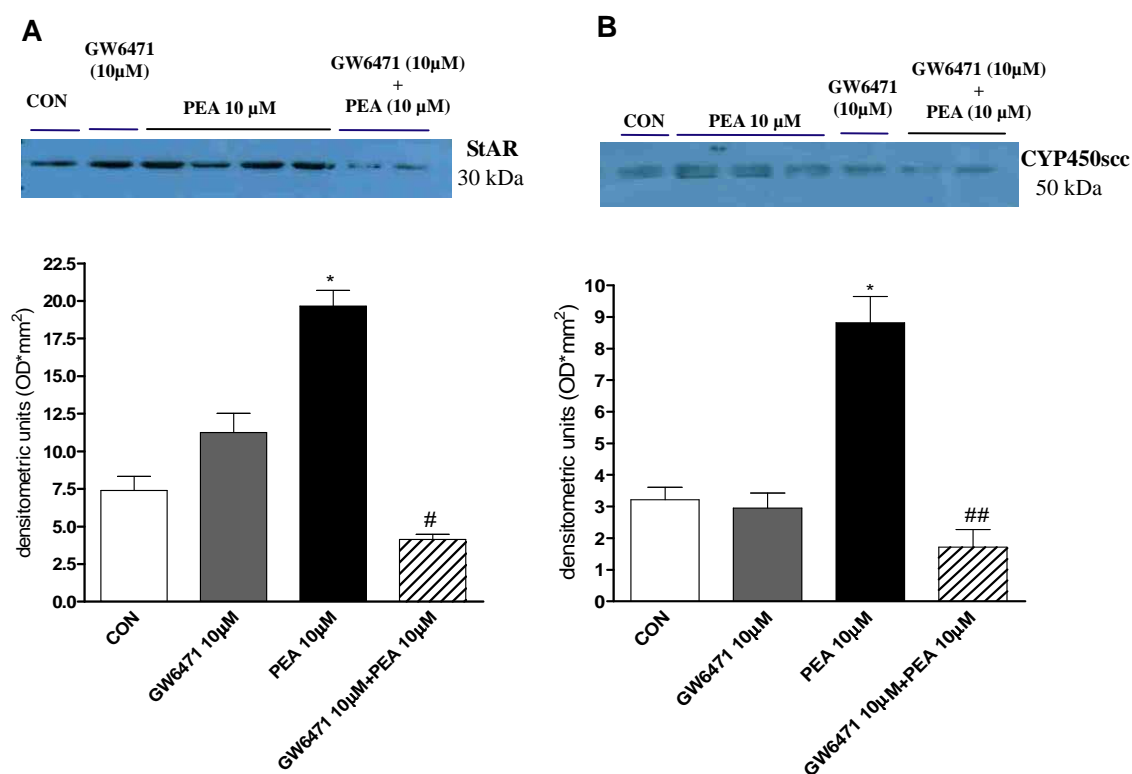 A
CON
GW6471
(10µM)
PEA 10 µM
GW6471 (10µM)
+
PEA (10 µM)
StAR
30 kDa
densitometric units (OD*mm²)
22.5
20.0
17.5
15.0
12.5
10.0
7.5
5.0
2.5
0.0
*
#
CON
GW6471 10µM
PEA 10µM
GW6471 10µM+PEA 10µM
B
CON
PEA 10 µM
GW6471
(10µM)
GW6471 (10µM)
+
PEA (10 µM)
CYP450scc
50 kDa
densitometric units (OD*mm²)
10
9
8
7
6
5
4
3
2
1
0
*
##
CON
GW6471 10µM
PEA 10µM
GW6471 10µM+PEA 10µM